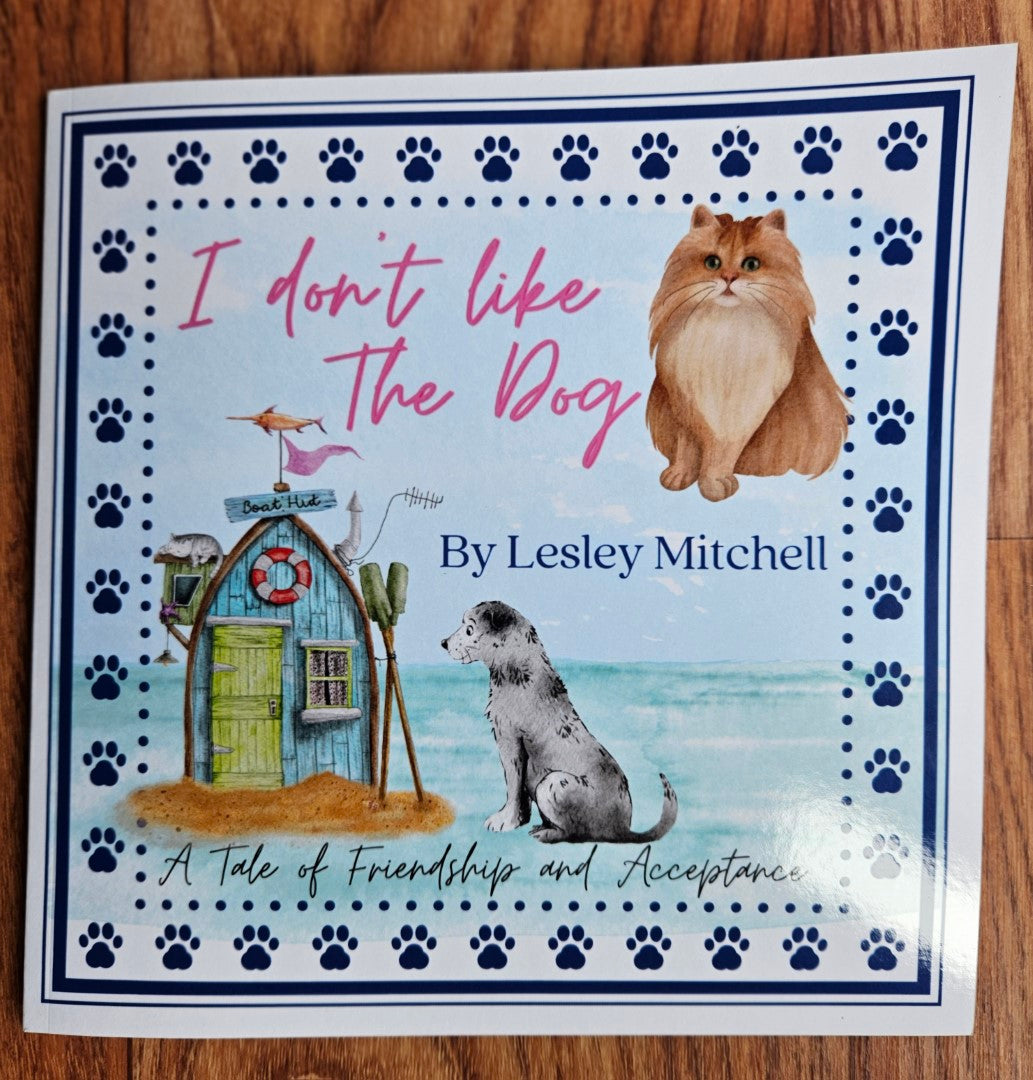 I don't like
The Dog
Boat Hut
By Lesley Mitchell
A Tale of Friendship and Acceptance